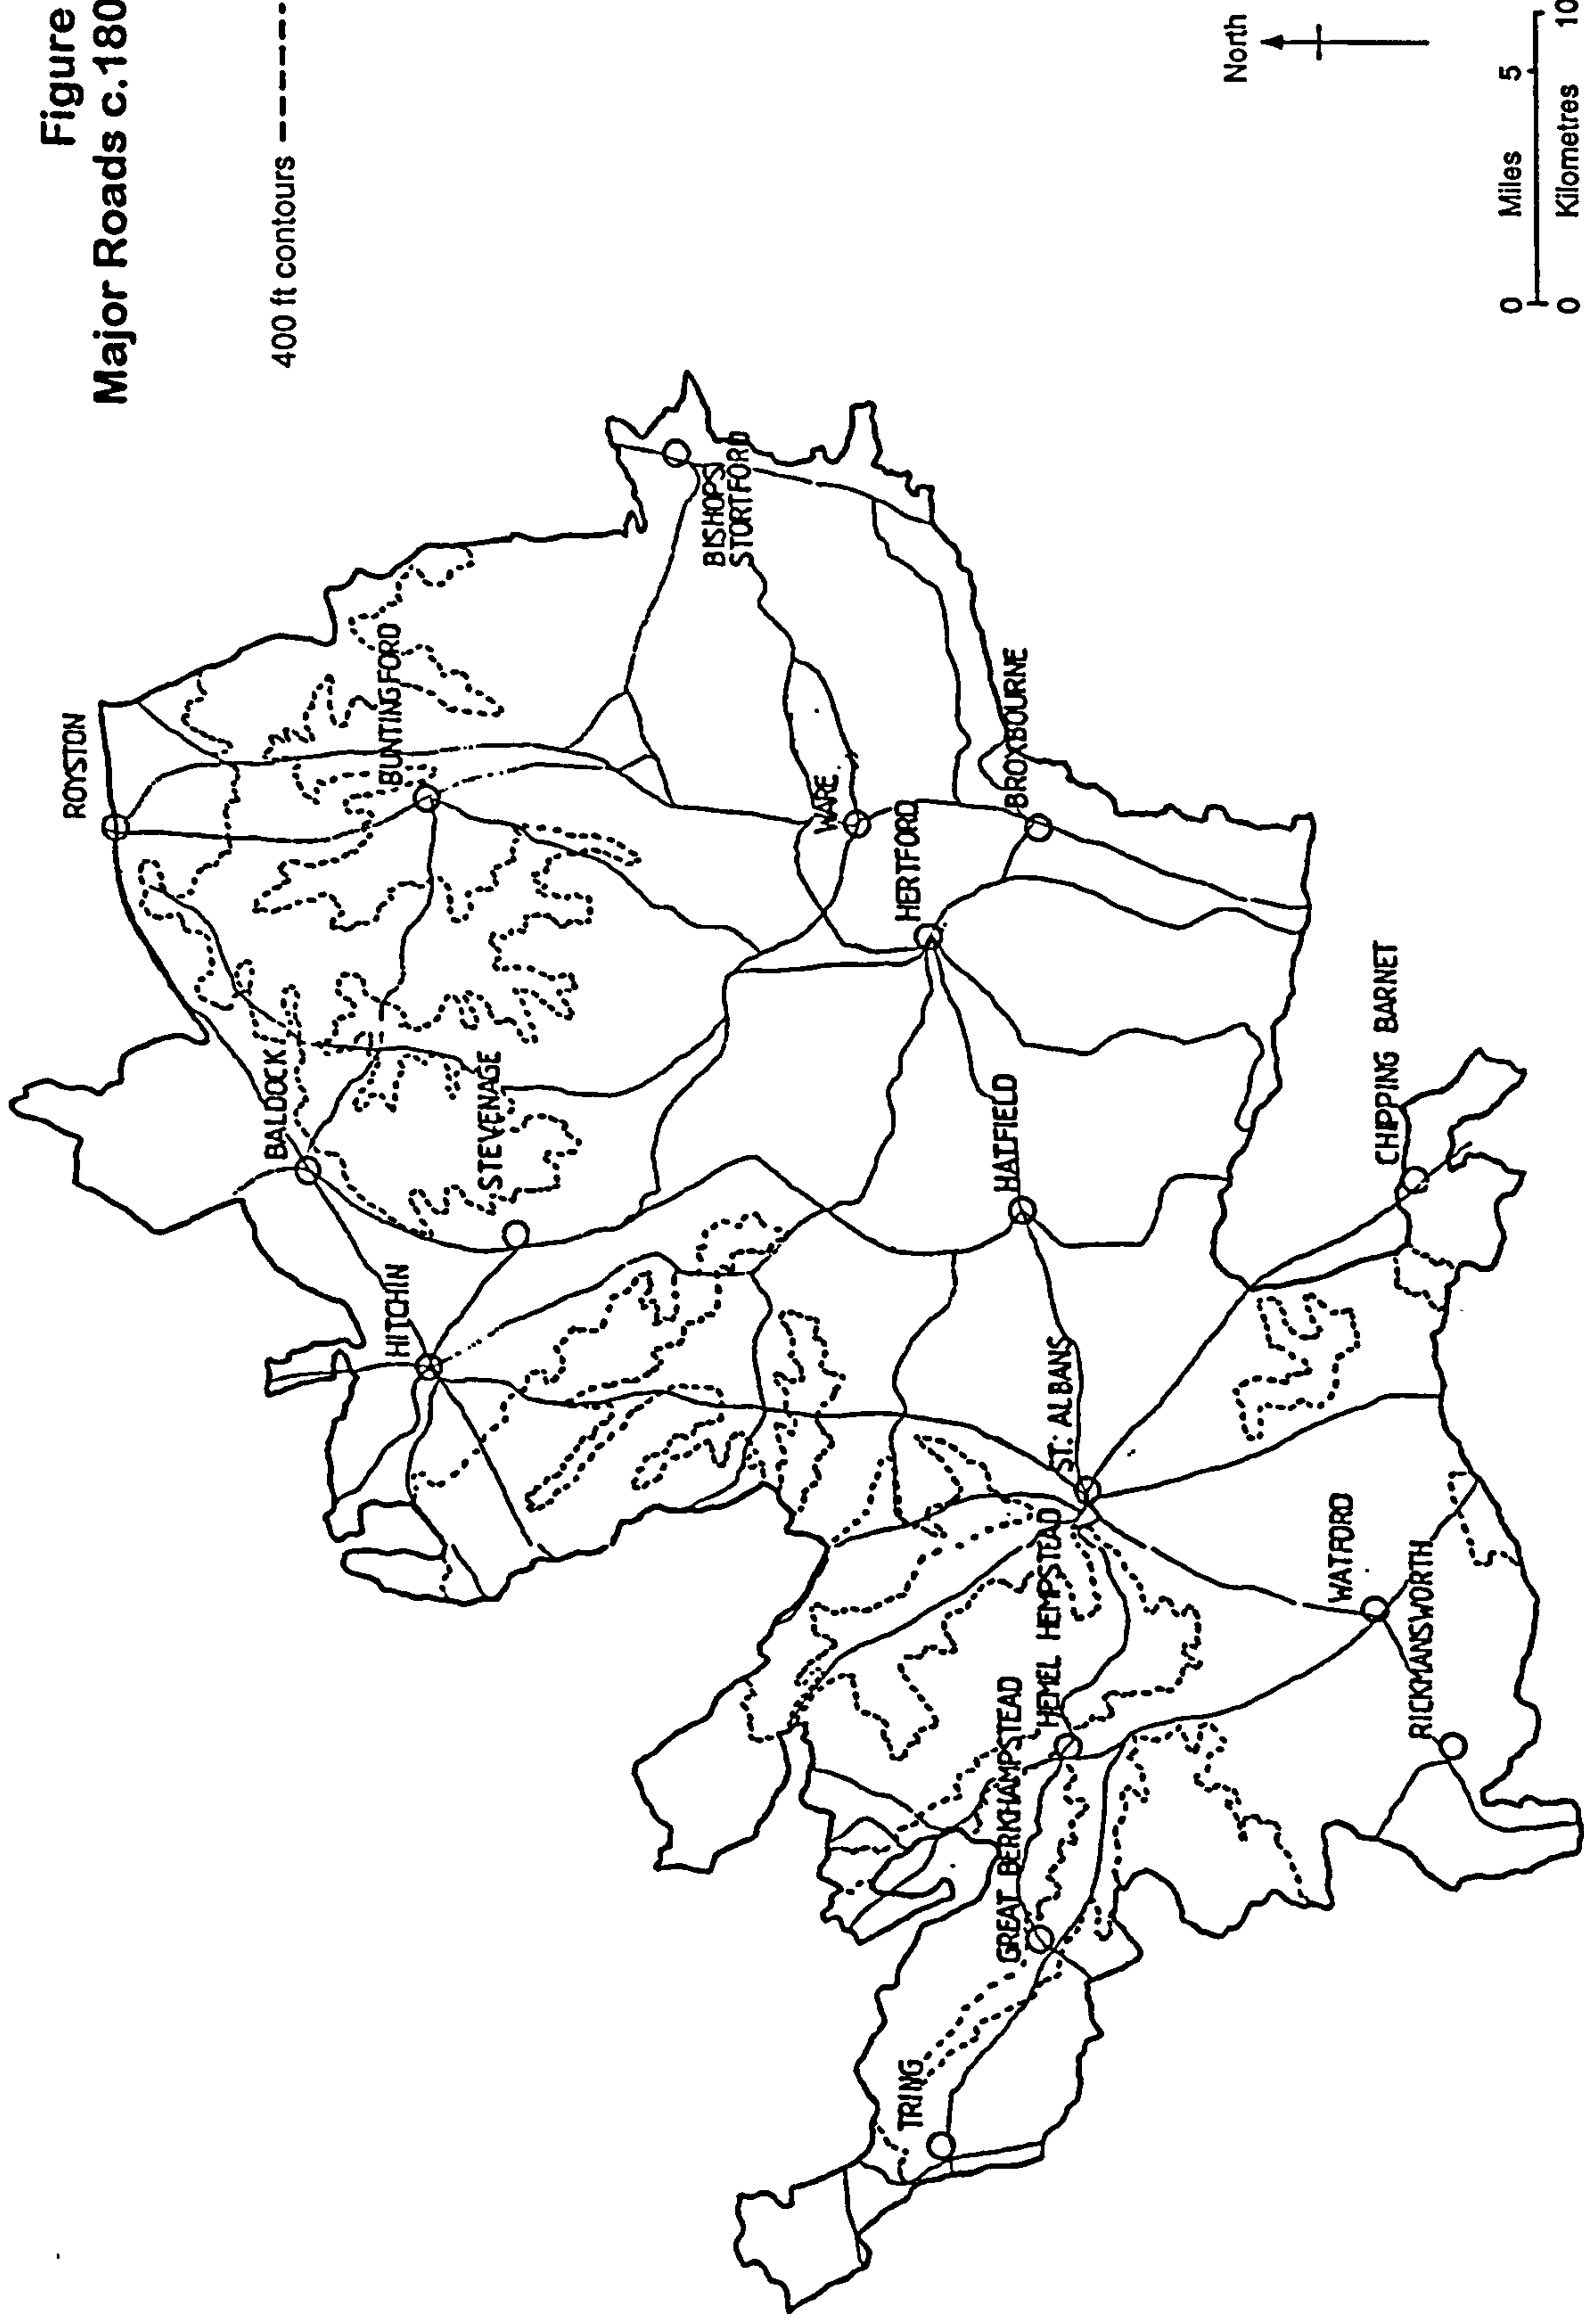 Figure
Major Roads c.180
400 ft contours
North
0 Miles 5
0 Kilometres 10
ROYSTON
BALDOCK
BUNTINGFORD
HITCHIN
STEVENAGE
BISHOPS
STORTFORD
WARE
HERTFORD
BROXBOURNE
HATFIELD
TRING
GREAT BERKHAMPSTEAD
HEMEL HEMPSTEAD
ST. ALBANS
WATFORD
RICKMANSWORTH
CHIPPING BARNET